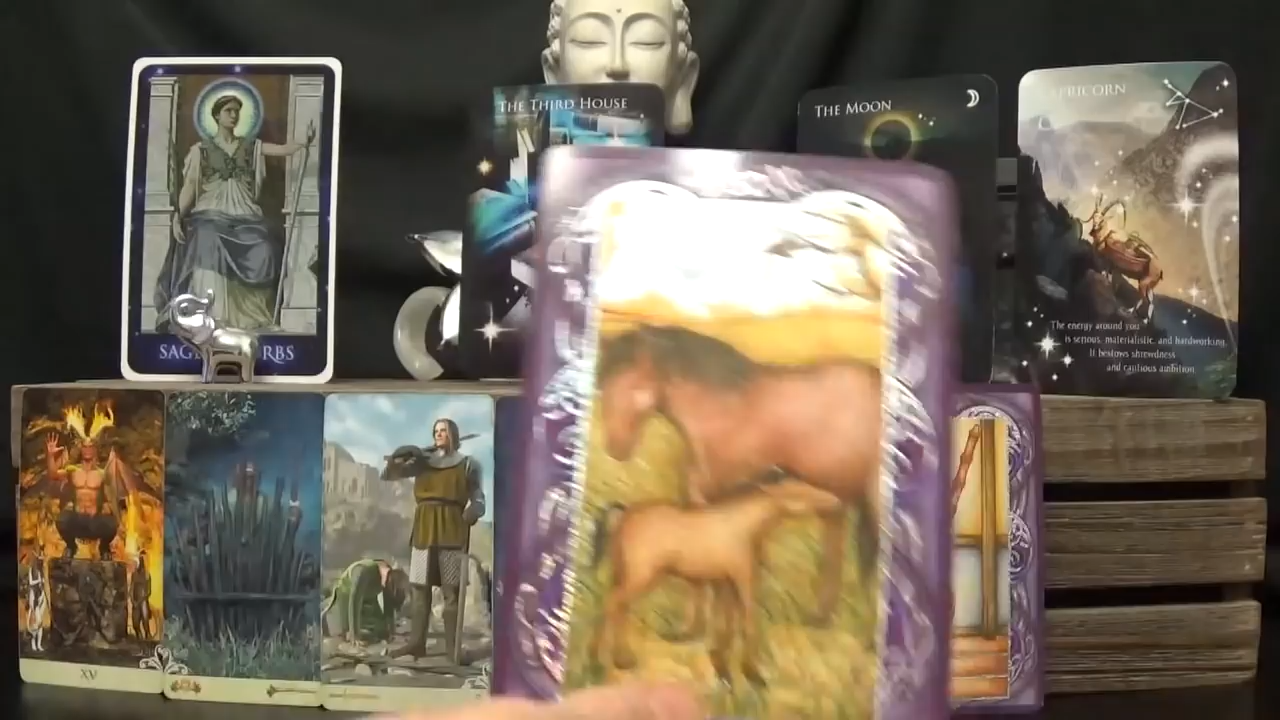 THE THIRD HOUSE
THE MOON
PRICORN
The energy around you
is serious, materialistic, and hardworking.
It bestows shrewdness
and cautious ambition
SAG RBS
XV